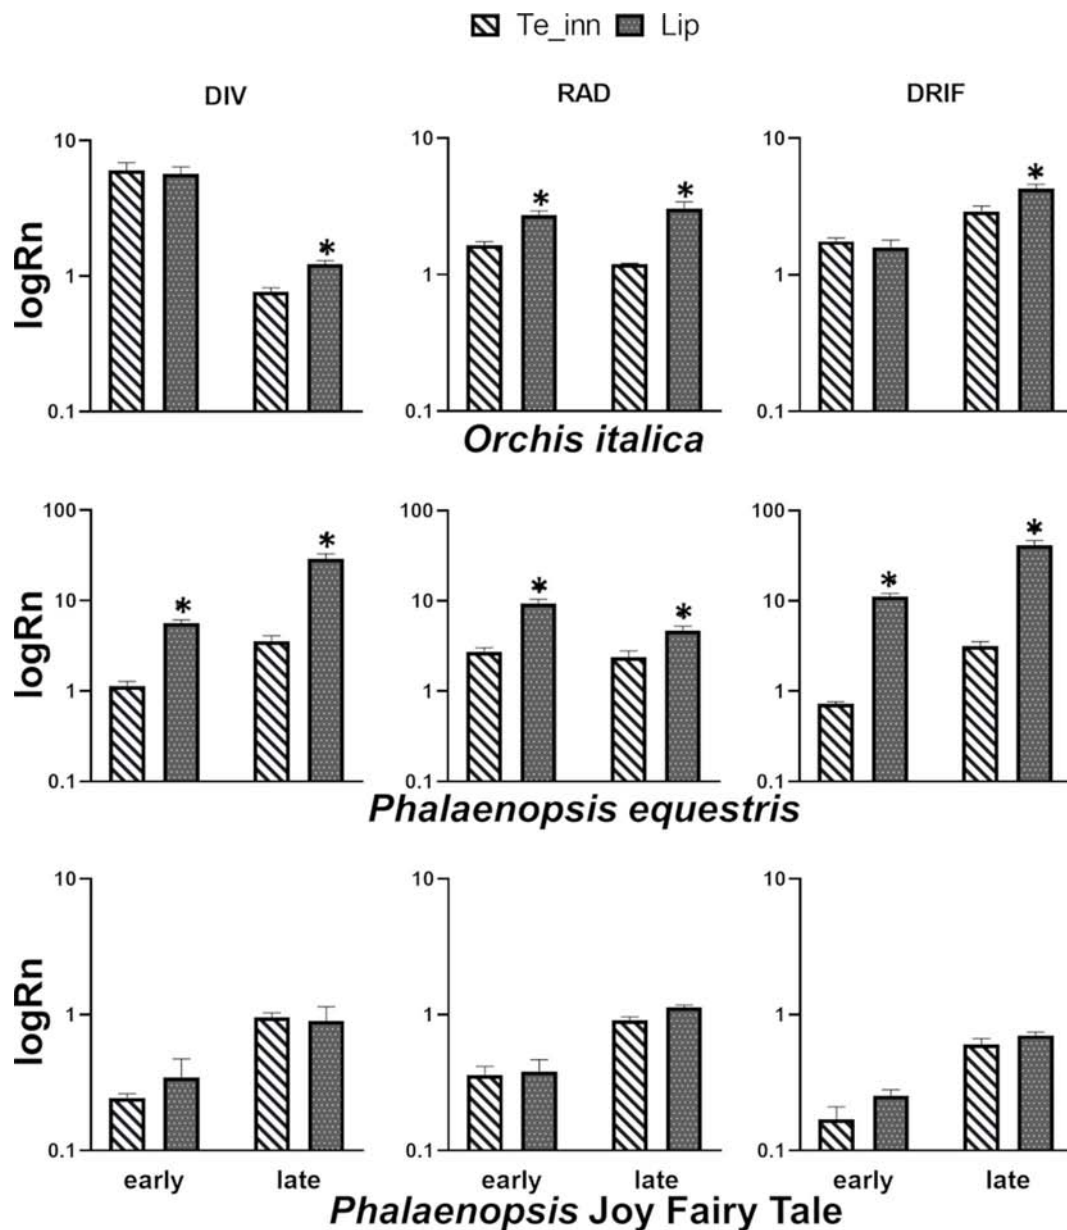 Te_inn Lip
DIV RAD DRIF
logRn
10 10 10
1 1 1
0.1 0.1 0.1
* * * *
Orchis italica
logRn
100 100 100
10 10 10
1 1 1
0.1 0.1 0.1
* * * * * *
Phalaenopsis equestris
logRn
10 10 10
1 1 1
0.1 0.1 0.1
early late early late early late
Phalaenopsis Joy Fairy Tale